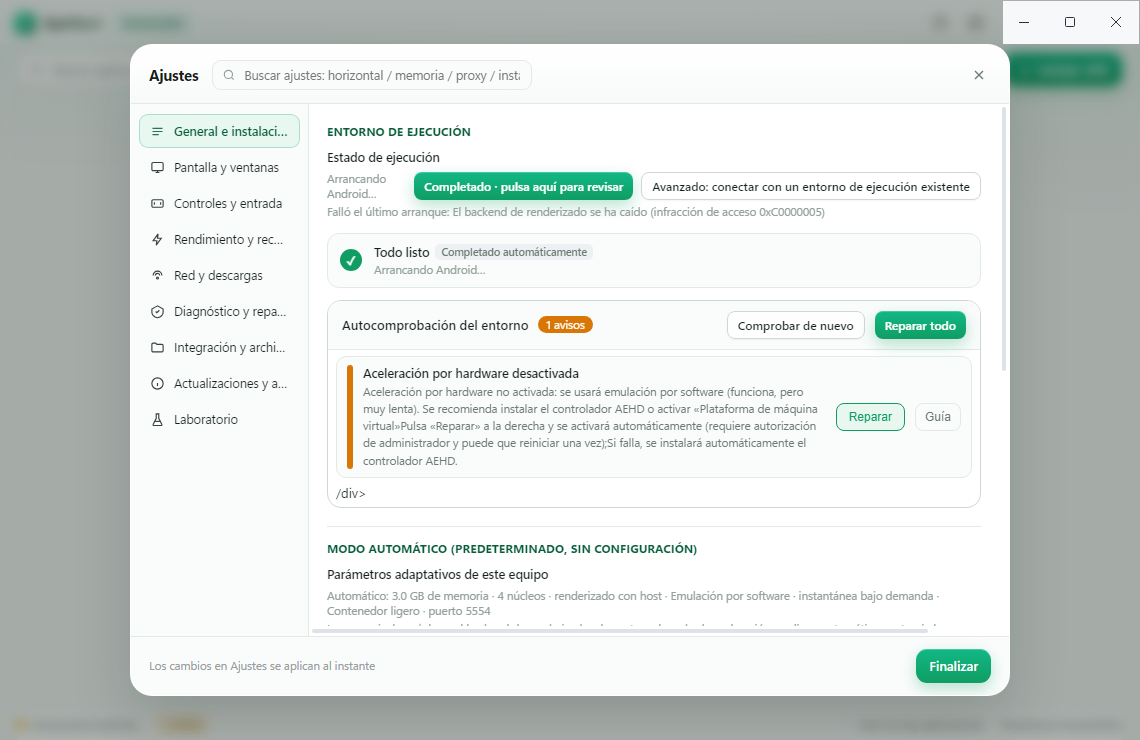 Ajustes
Buscar ajustes: horizontal / memoria / proxy / insta
General e instalaci...
Pantalla y ventanas
Controles y entrada
Rendimiento y rec...
Red y descargas
Diagnóstico y repa...
Integración y archi...
Actualizaciones y a...
Laboratorio
ENTORNO DE EJECUCIÓN
Estado de ejecución
Arrancando
Android...
Completado · pulsa aquí para revisar
Avanzado: conectar con un entorno de ejecución existente
Falló el último arranque: El backend de renderizado se ha caído (infracción de acceso 0xC0000005)
Todo listo Completado automáticamente
Arrancando Android...
Autocomprobación del entorno 1 avisos
Comprobar de nuevo
Reparar todo
Aceleración por hardware desactivada
Aceleración por hardware no activada: se usará emulación por software (funciona, pero
muy lenta). Se recomienda instalar el controlador AEHD o activar «Plataforma de máquina
virtual»Pulsa «Reparar» a la derecha y se activará automáticamente (requiere autorización
de administrador y puede que reiniciar una vez);Si falla, se instalará automáticamente el
controlador AEHD.
Reparar
Guía
/div>
MODO AUTOMÁTICO (PREDETERMINADO, SIN CONFIGURACIÓN)
Parámetros adaptativos de este equipo
Automático: 3.0 GB de memoria · 4 núcleos · renderizado con host · Emulación por software · instantánea bajo demanda ·
Contenedor ligero · puerto 5554
Los cambios en Ajustes se aplican al instante
Finalizar